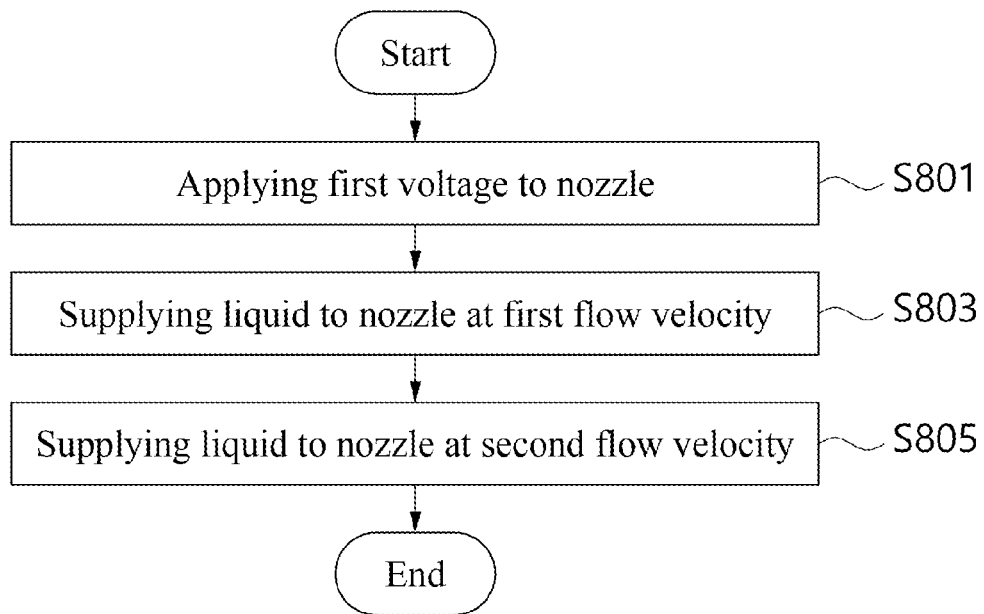 Start
Applying first voltage to nozzle
S801
Supplying liquid to nozzle at first flow velocity
S803
Supplying liquid to nozzle at second flow velocity
S805
End